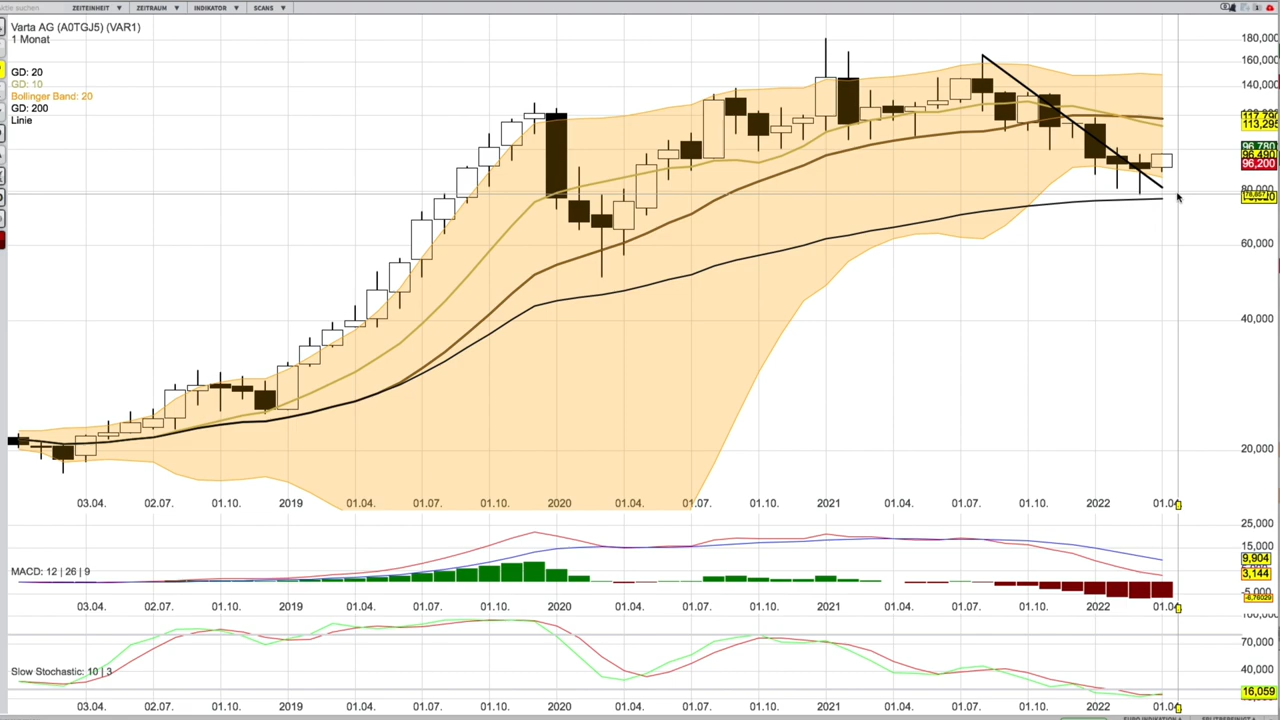 ktie suchen ZEITEINHEIT ▼ ZEITRAUM ▼ INDIKATOR ▼ SCANS ▼
Varta AG (A0TGJ5) (VAR1)
1 Monat
GD: 20
GD: 10
Bollinger Band: 20
GD: 200
Linie
180,000
160,000
140,000
113,295
96,780
96,490
96,200
80,000
60,000
40,000
20,000
03.04. 02.07. 01.10. 2019 01.04. 01.07. 01.10. 2020 01.04. 01.07. 01.10. 2021 01.04. 01.07. 01.10. 2022 01.04
25,000
15,000
9,904
MACD: 12 | 26 | 9
3,144
-5,000
03.04. 02.07. 01.10. 2019 01.04. 01.07. 01.10. 2020 01.04. 01.07. 01.10. 2021 01.04. 01.07. 01.10. 2022 01.04
70,000
Slow Stochastic: 10 | 3
40,000
16,059
03.04. 02.07. 01.10. 2019 01.04. 01.07. 01.10. 2020 01.04. 01.07. 01.10. 2021 01.04. 01.07. 01.10. 2022 01.04